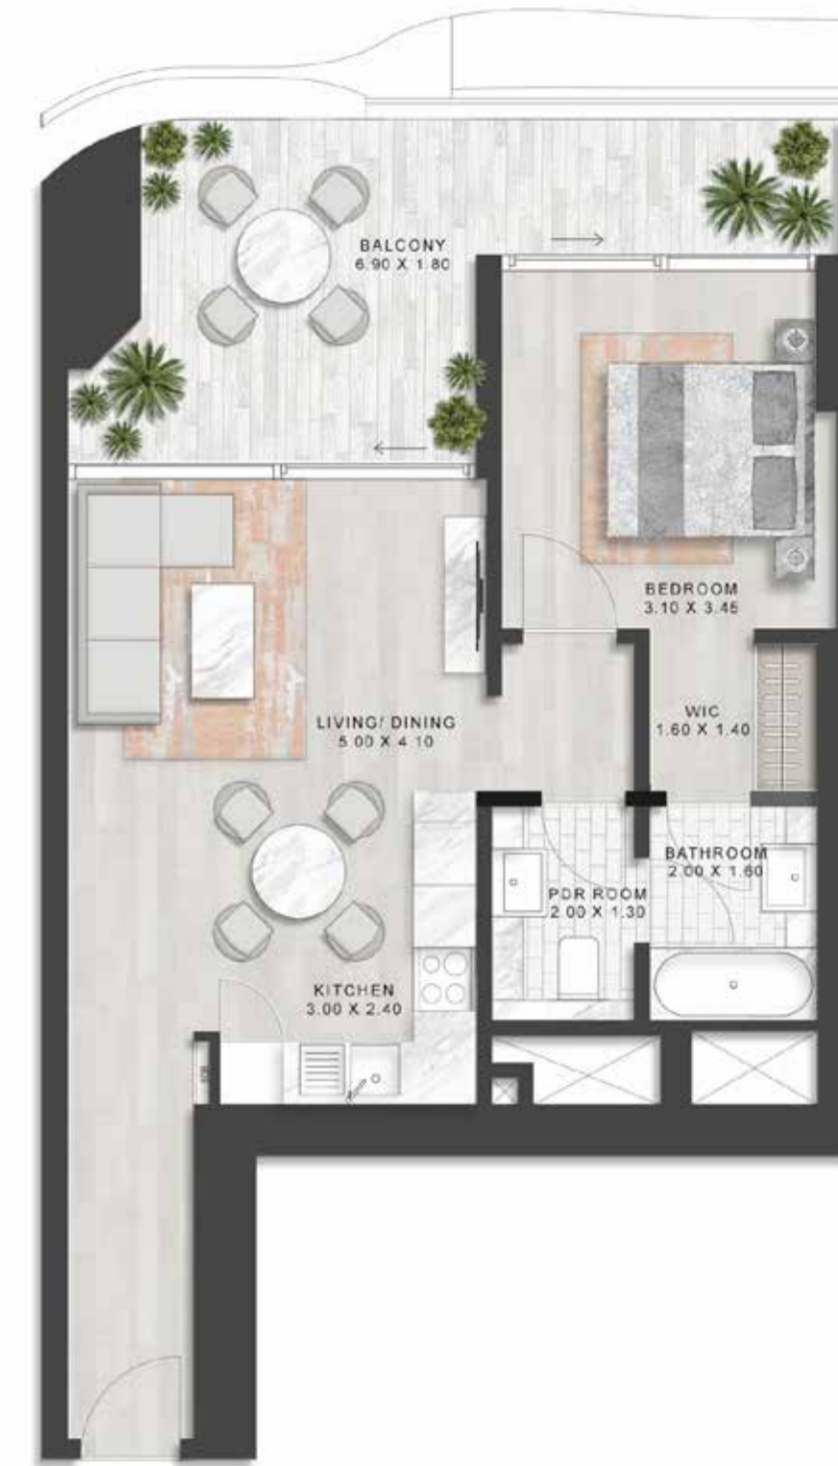 BALCONY
6.90 X 1.80
BEDROOM
3.10 X 3.45
WIC
1.60 X 1.40
LIVING/ DINING
5.00 X 4.10
BATHROOM
2.00 X 1.60
PDR ROOM
2.00 X 1.30
KITCHEN
3.00 X 2.40